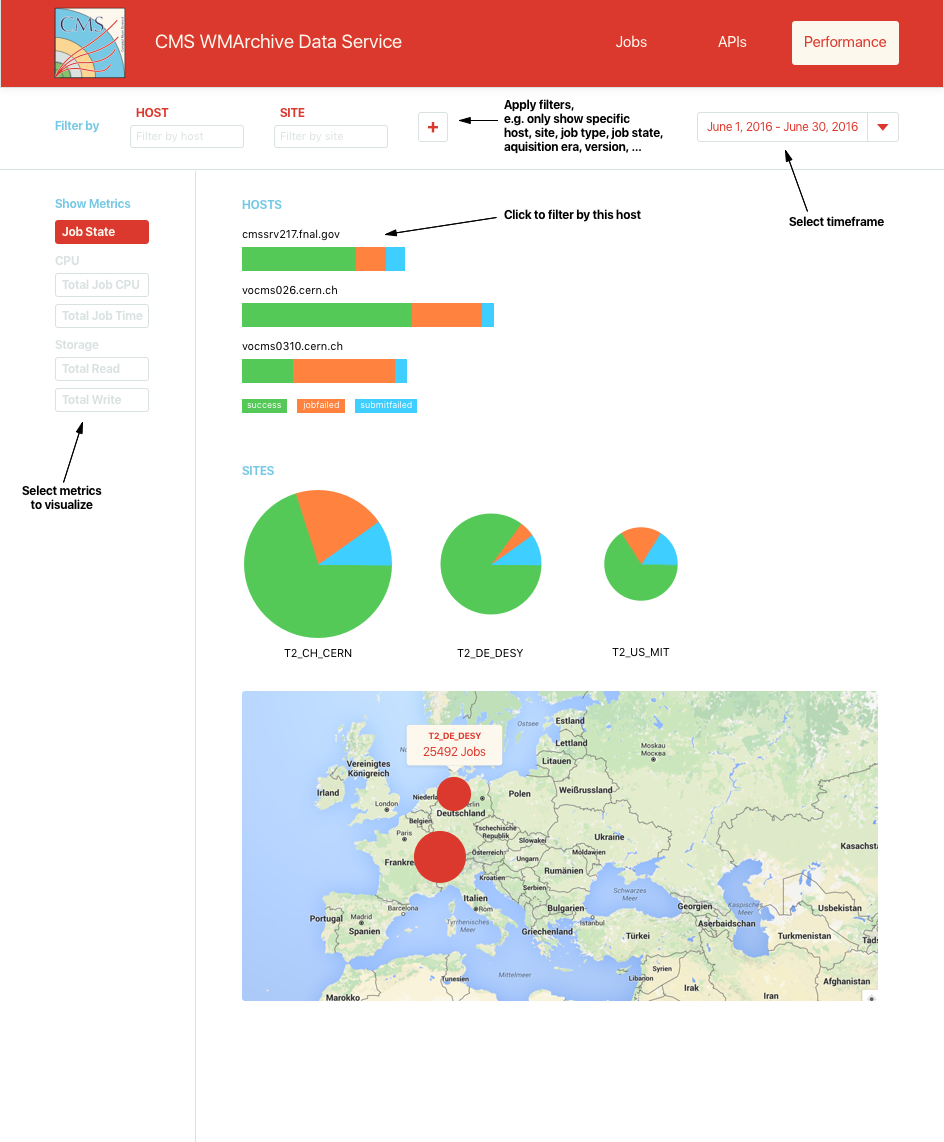 CMS
CMS WMArchive Data Service
Jobs
APIs
Performance
Filter by
HOST
Filter by host
SITE
Filter by site
+
Apply filters,
e.g. only show specific
host, site, job type, job state,
aquisition era, version, ...
June 1, 2016 - June 30, 2016
Select timeframe
Show Metrics
Job State
CPU
Total Job CPU
Total Job Time
Storage
Total Read
Total Write
Select metrics
to visualize
HOSTS
Click to filter by this host
cmssrv217.fnal.gov
vocms026.cern.ch
vocms0310.cern.ch
success
jobfailed
submitfailed
SITES
T2_CH_CERN
T2_DE_DESY
T2_US_MIT
T2_DE_DESY
25492 Jobs
Ostsee
Estland
Lettland
Litauen
Moskau
Москва
Vereinigtes
Königreich
Irland
London
Niederla
Belgien
Deutschland
Polen
Weißrussland
Paris
Tschechische
Republik
Slowakei
Ukraine
Österreich
Ungarn
Moldawien
Kasachsta
Frankre
Rumänien
Kroatien
Serbien
Italien
Rom
Bulgarien
Schwarzes
Meer
Georgien
Kaspisches
Meer
Usbekistan
Barcelona
Portugal
Madrid
Spanien
Tyrrhenisches
Meer
Griechenland
Istanbul
Türkei
Aserbaidschan
Turkmenistan
Tads
Mittelmeer
Tunesien
Syrien
Libanon
Irak
Iran
Afghanistan
Marokko